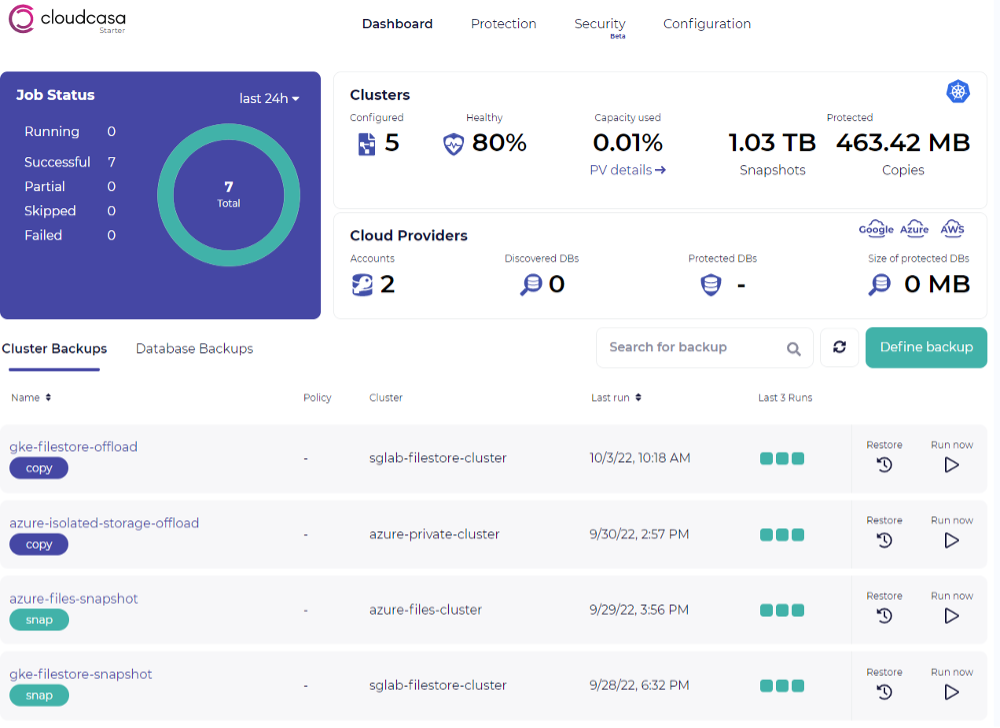 cloudcasa
Starter
Dashboard
Protection
Security
Beta
Configuration
Job Status
last 24h
Running 0
Successful 7
Partial 0
Skipped 0
Failed 0
7
Total
Clusters
Configured
5
Healthy
80%
Capacity used
0.01%
PV details
Protected
1.03 TB
Snapshots
463.42 MB
Copies
Cloud Providers
Google
Azure
AWS
Accounts
2
Discovered DBs
0
Protected DBs
-
Size of protected DBs
0 MB
Cluster Backups
Database Backups
Search for backup
Define backup
Name Policy Cluster Last run Last 3 Runs
gke-filestore-offload
copy
- sglab-filestore-cluster 10/3/22, 10:18 AM
Restore
Run now
azure-isolated-storage-offload
copy
- azure-private-cluster 9/30/22, 2:57 PM
Restore
Run now
azure-files-snapshot
snap
- azure-files-cluster 9/29/22, 3:56 PM
Restore
Run now
gke-filestore-snapshot
snap
- sglab-filestore-cluster 9/28/22, 6:32 PM
Restore
Run now